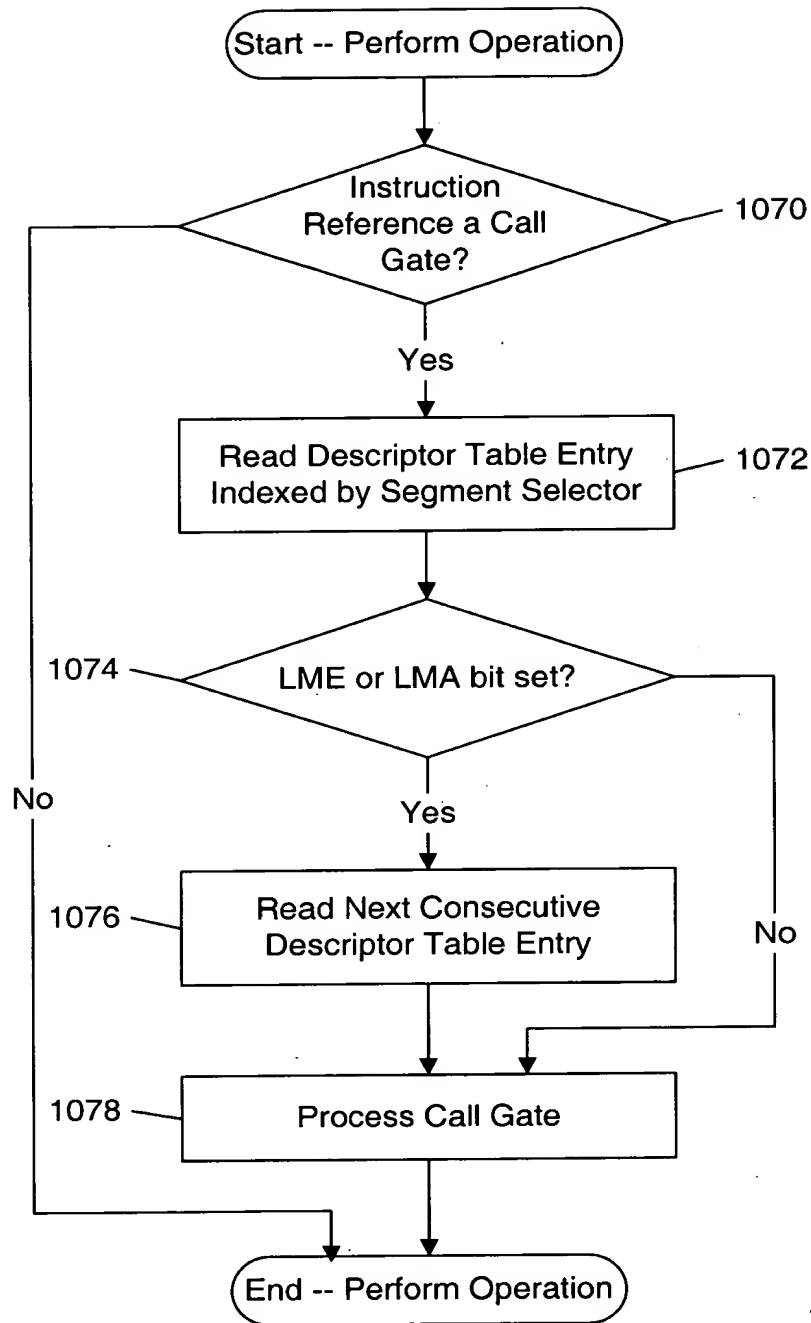 Start -- Perform Operation
Instruction
Reference a Call
Gate?
1070
Yes
Read Descriptor Table Entry
Indexed by Segment Selector
1072
1074
LME or LMA bit set?
No
Yes
1076
Read Next Consecutive
Descriptor Table Entry
No
1078
Process Call Gate
End -- Perform Operation